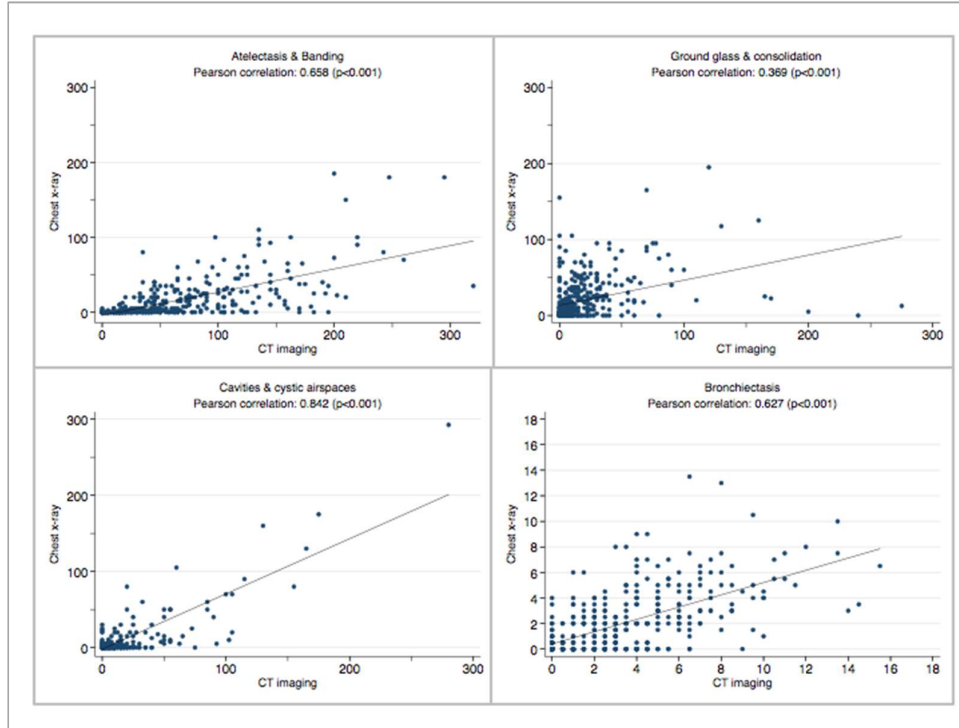 Atelectasis & Banding
Pearson correlation: 0.658 (p<0.001)
300
200
100
0
Chest x-ray
0
100
200
300
CT imaging
Ground glass & consolidation
Pearson correlation: 0.369 (p<0.001)
300
200
100
0
Chest x-ray
0
100
200
300
CT imaging
Cavities & cystic airspaces
Pearson correlation: 0.842 (p<0.001)
300
200
100
0
Chest x-ray
0
100
200
300
CT imaging
Bronchiectasis
Pearson correlation: 0.627 (p<0.001)
18
16
14
12
10
8
6
4
2
0
Chest x-ray
0
2
4
6
8
10
12
14
16
18
CT imaging